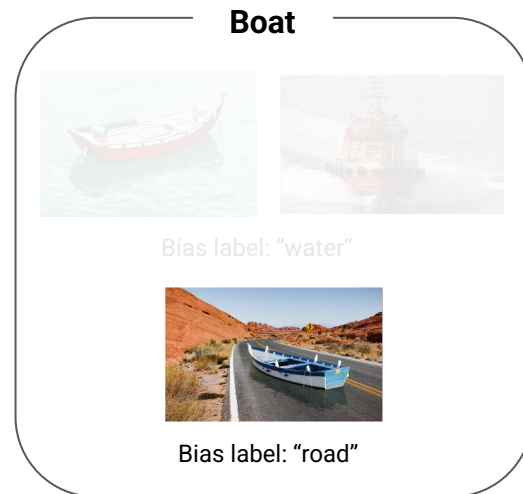 Boat
Bias label: “water”
Bias label: “road”